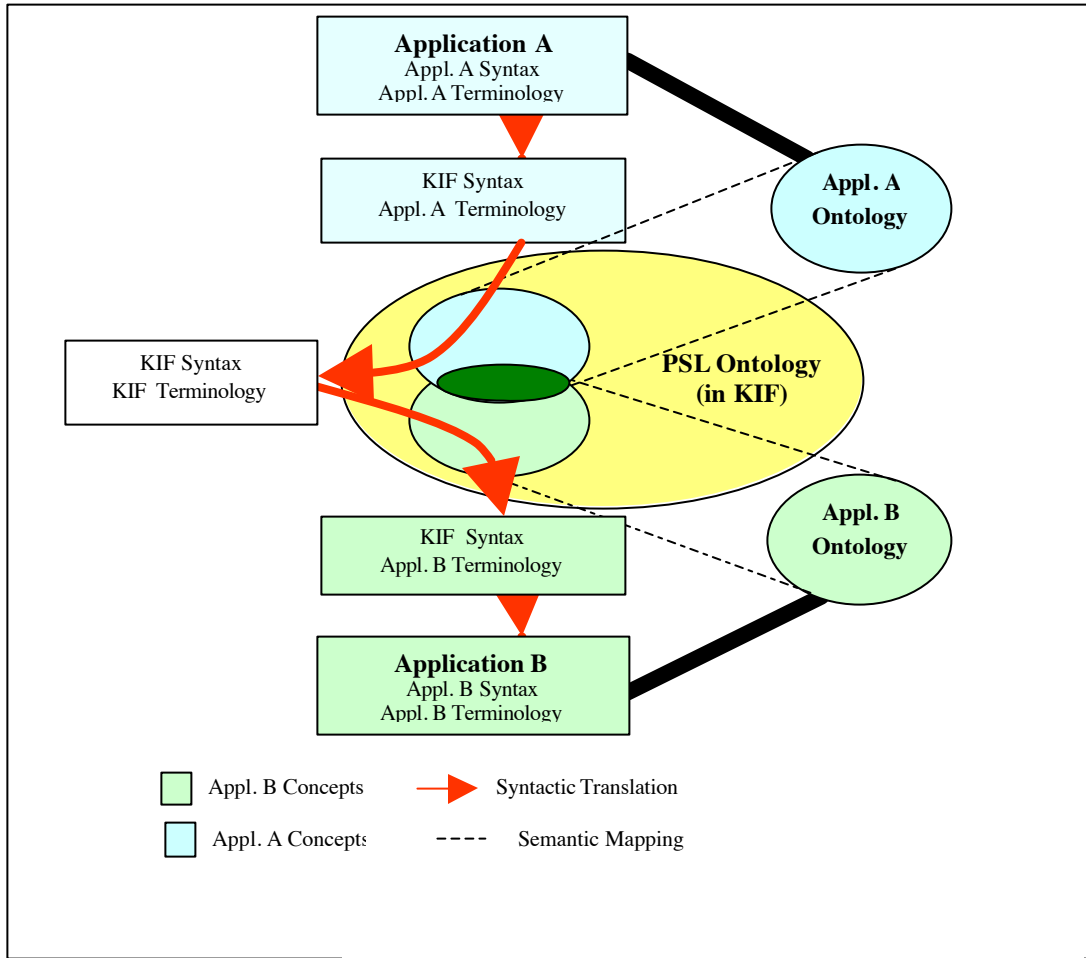 Application A
Appl. A Syntax
Appl. A Terminology
KIF Syntax
Appl. A Terminology
Appl. A
Ontology
KIF Syntax
KIF Terminology
PSL Ontology
(in KIF)
KIF Syntax
Appl. B Terminology
Appl. B
Ontology
Application B
Appl. B Syntax
Appl. B Terminology
Appl. B Concepts
Syntactic Translation
Appl. A Concepts
Semantic Mapping